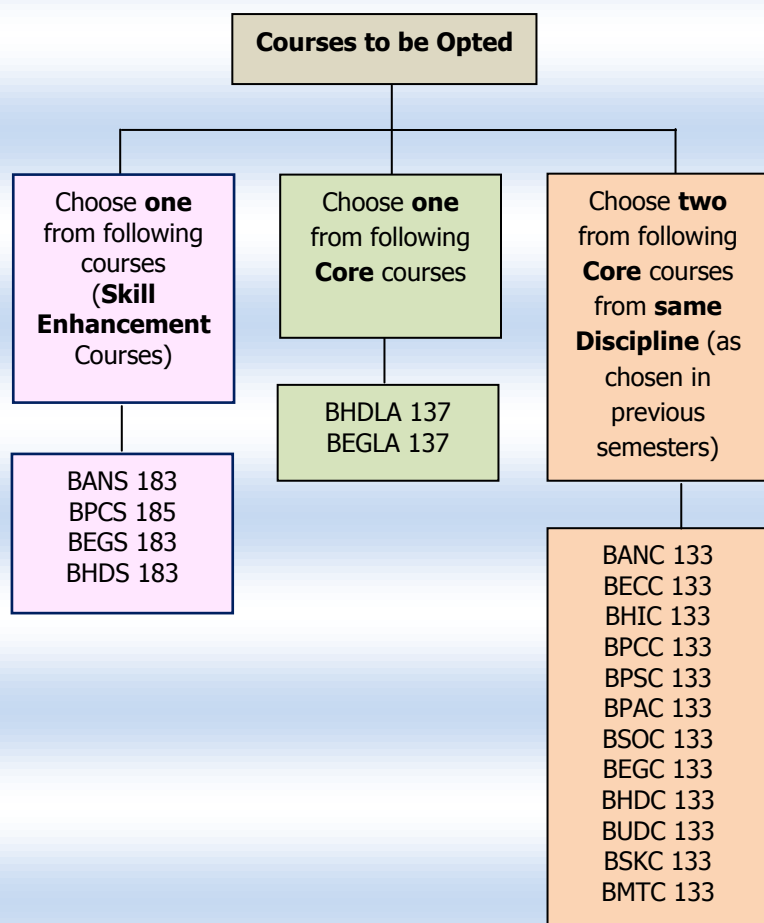 Courses to be Opted
Choose one
from following
courses
(Skill
Enhancement
Courses)
BANS 183
BPCS 185
BEGS 183
BHDS 183
Choose one
from following
Core courses
BHDLA 137
BEGLA 137
Choose two
from following
Core courses
from same
Discipline (as
chosen in
previous
semesters)
BANC 133
BECC 133
BHIC 133
BPCC 133
BPSC 133
BPAC 133
BSOC 133
BEGC 133
BHDC 133
BUDC 133
BSKC 133
BMTC 133